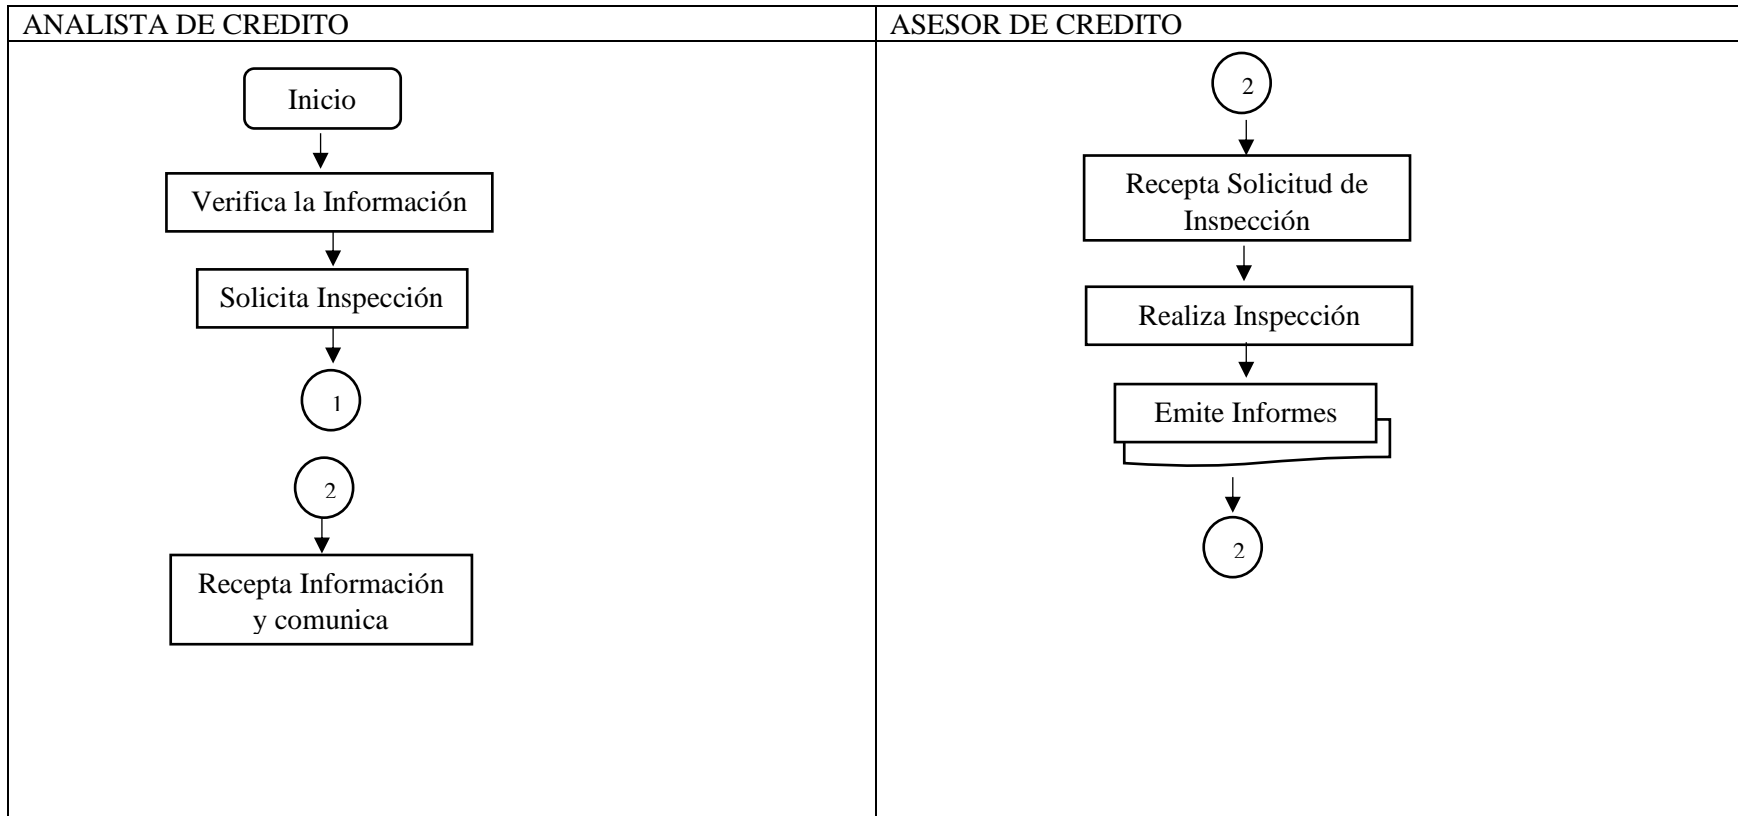 ANALISTA DE CREDITO
Inicio
Verifica la Información
Solicita Inspección
1
2
Recepta Información
y comunica
ASESOR DE CREDITO
2
Recepta Solicitud de
Inspección
Realiza Inspección
Emite Informes
2